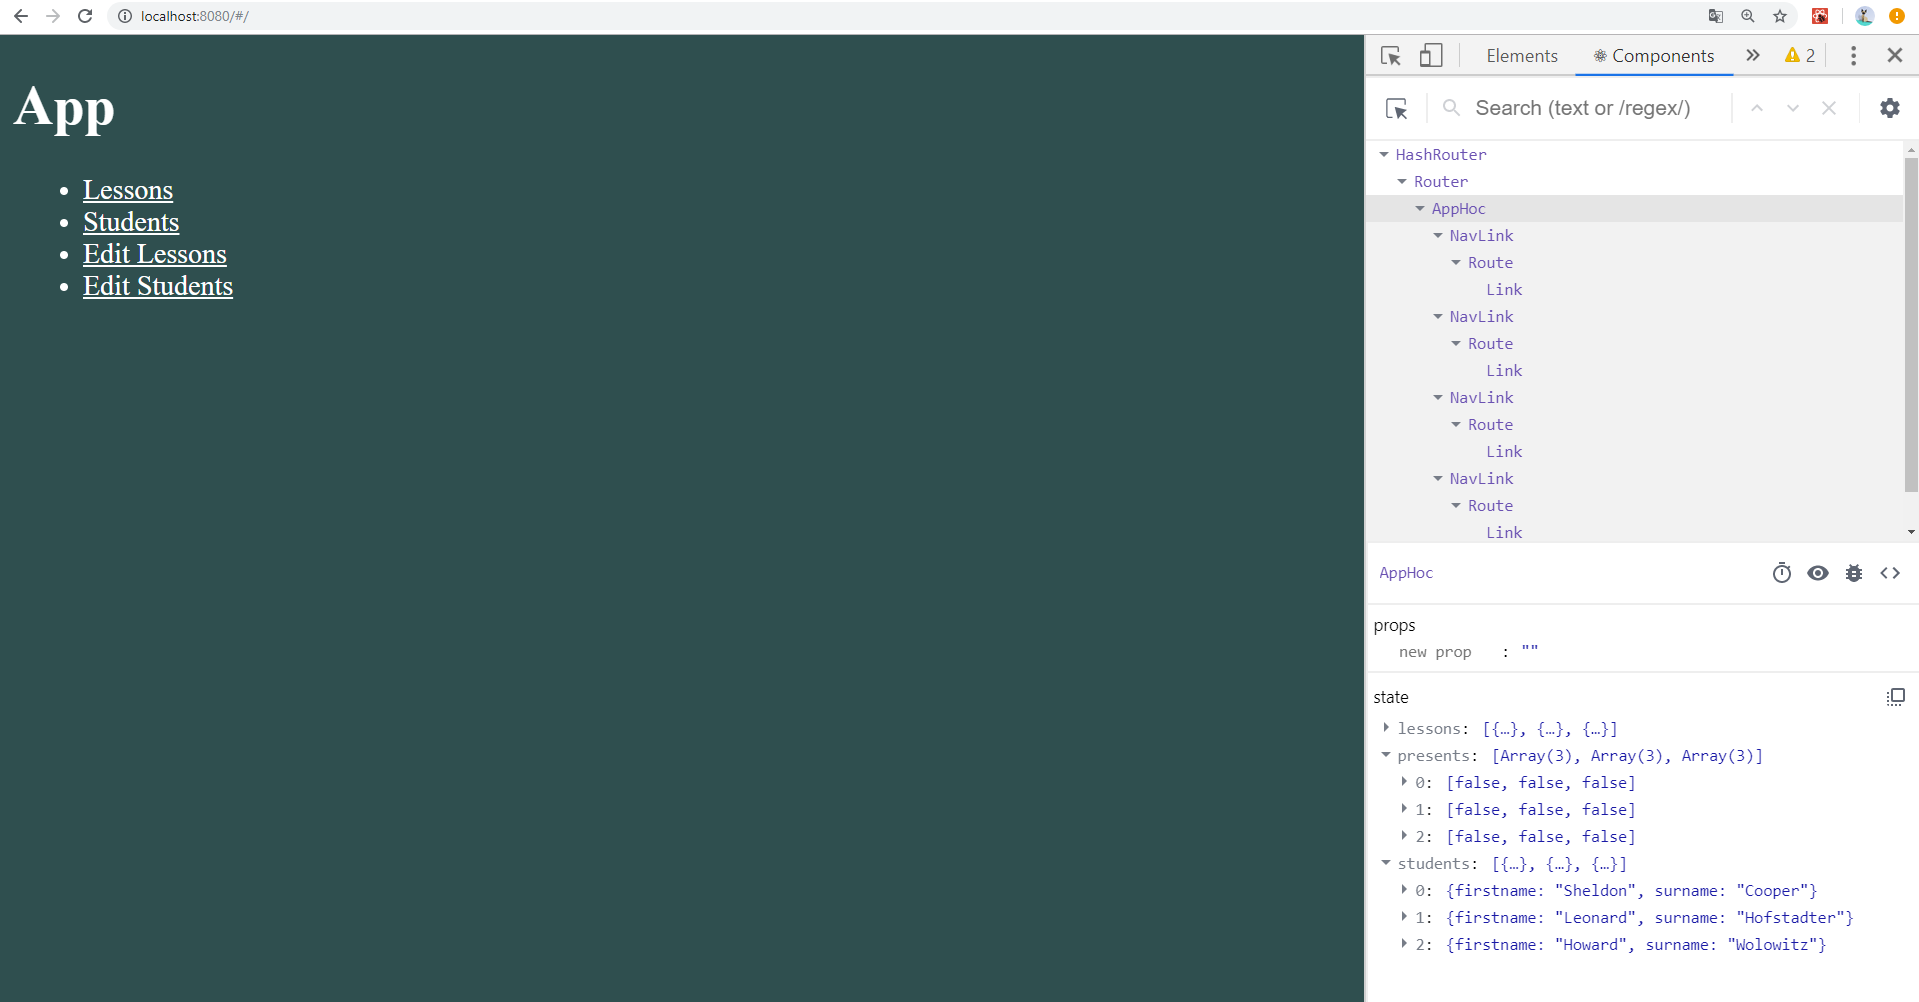 localhost:8080/#/
App
Lessons
Students
Edit Lessons
Edit Students
Elements Components 2
Search (text or /regex/)
HashRouter
Router
AppHoc
NavLink
Route
Link
NavLink
Route
Link
NavLink
Route
Link
NavLink
Route
Link
AppHoc
props
new prop : ""
state
lessons: [{…}, {…}, {…}]
presents: [Array(3), Array(3), Array(3)]
0: [false, false, false]
1: [false, false, false]
2: [false, false, false]
students: [{…}, {…}, {…}]
0: {firstname: "Sheldon", surname: "Cooper"}
1: {firstname: "Leonard", surname: "Hofstadter"}
2: {firstname: "Howard", surname: "Wolowitz"}